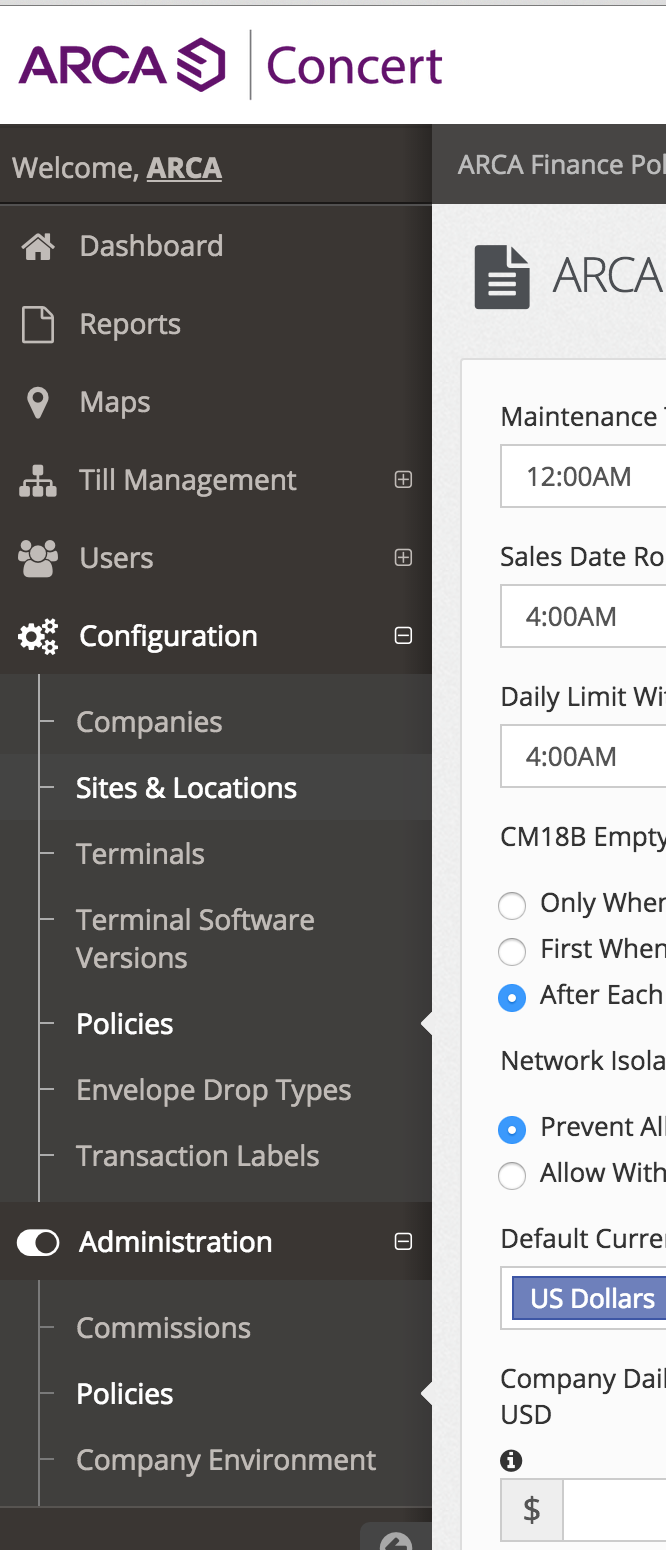 ARCA Concert
Welcome, ARCA
Dashboard
Reports
Maps
Till Management
Users
Configuration
Companies
Sites & Locations
Terminals
Terminal Software
Versions
Policies
Envelope Drop Types
Transaction Labels
Administration
Commissions
Policies
Company Environment
ARCA Finance Pol
ARCA
Maintenance
12:00AM
Sales Date Ro
4:00AM
Daily Limit Wi
4:00AM
CM18B Empty
Only When
First When
After Each
Network Isola
Prevent All
Allow With
Default Curre
US Dollars
Company Dail
USD
$